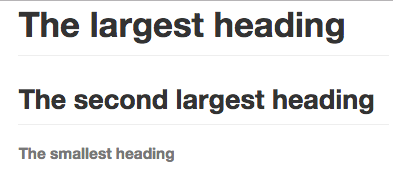 The largest heading
The second largest heading
The smallest heading